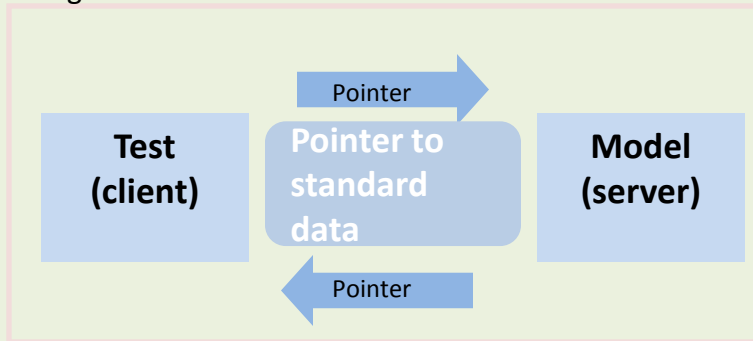 Pointer
Test
(client)
Pointer to
standard
data
Model
(server)
Pointer